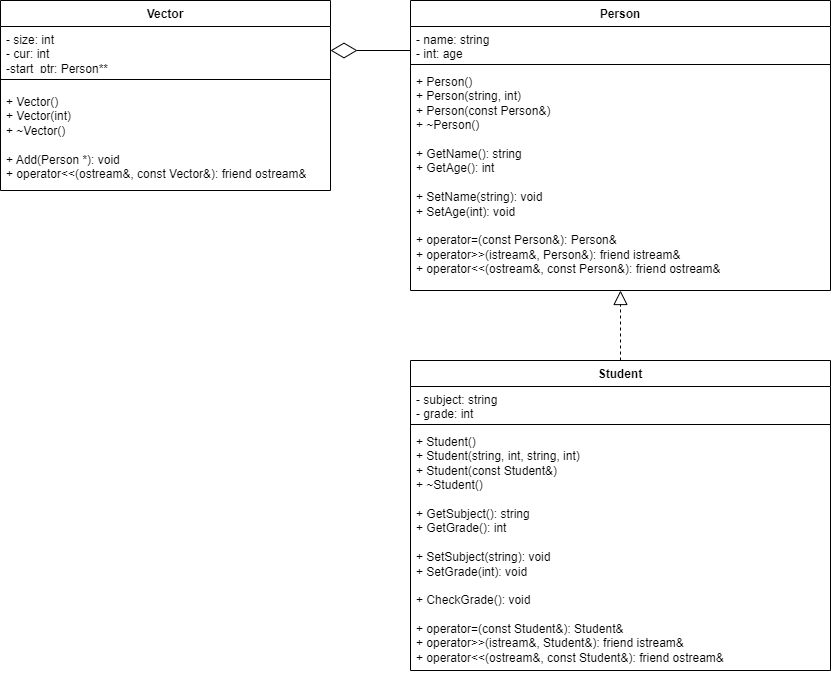 Vector
- size: int
- cur: int
-start_ptr: Person**
+ Vector()
+ Vector(int)
+ ~Vector()
+ Add(Person *): void
+ operator<<(ostream&, const Vector&): friend ostream&
Person
- name: string
- int: age
+ Person()
+ Person(string, int)
+ Person(const Person&)
+ ~Person()
+ GetName(): string
+ GetAge(): int
+ SetName(string): void
+ SetAge(int): void
+ operator=(const Person&): Person&
+ operator>>(istream&, Person&): friend istream&
+ operator<<(ostream&, const Person&): friend ostream&
Student
- subject: string
- grade: int
+ Student()
+ Student(string, int, string, int)
+ Student(const Student&)
+ ~Student()
+ GetSubject(): string
+ GetGrade(): int
+ SetSubject(string): void
+ SetGrade(int): void
+ CheckGrade(): void
+ operator=(const Student&): Student&
+ operator>>(istream&, Student&): friend istream&
+ operator<<(ostream&, const Student&): friend ostream&